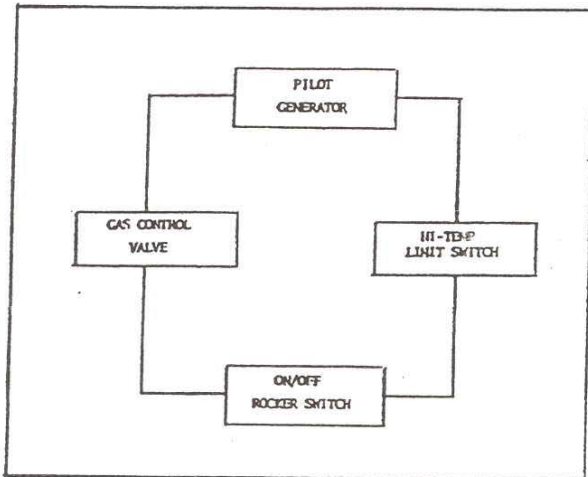 PILOT
GENERATOR
GAS CONTROL
VALVE
HI-TEMP
LIMIT SWITCH
ON/OFF
ROCKER SWITCH